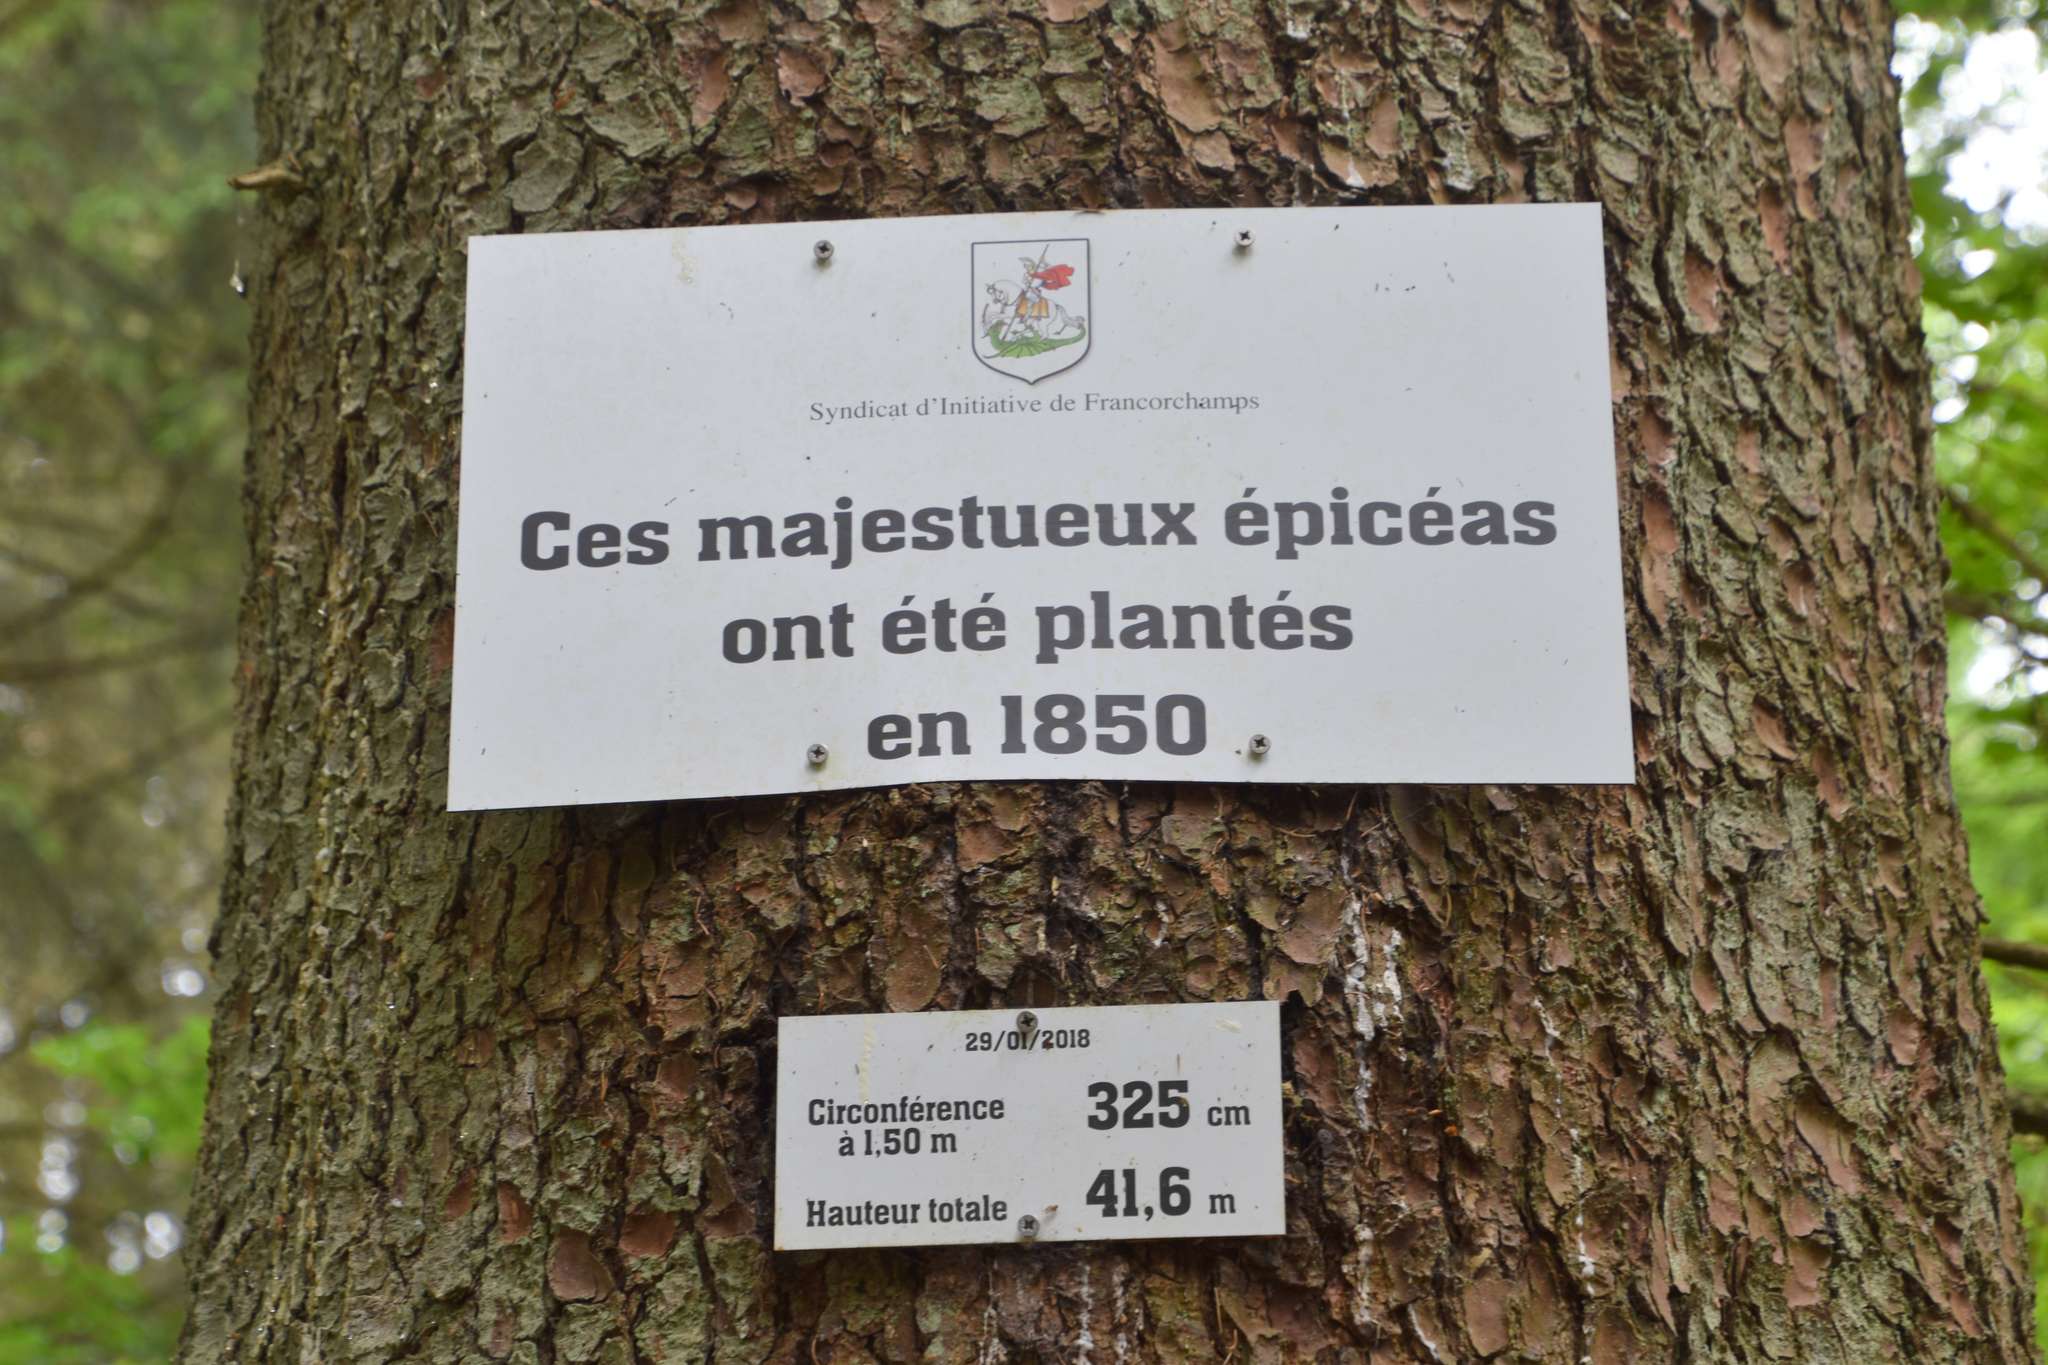 Syndicat d'Initiative de Francorchamps
Ces majestueux épicéas
ont été plantés
en 1850
29/01/2018
Circonférence
à 1,50 m
325 cm
Hauteur totale 41,6 m